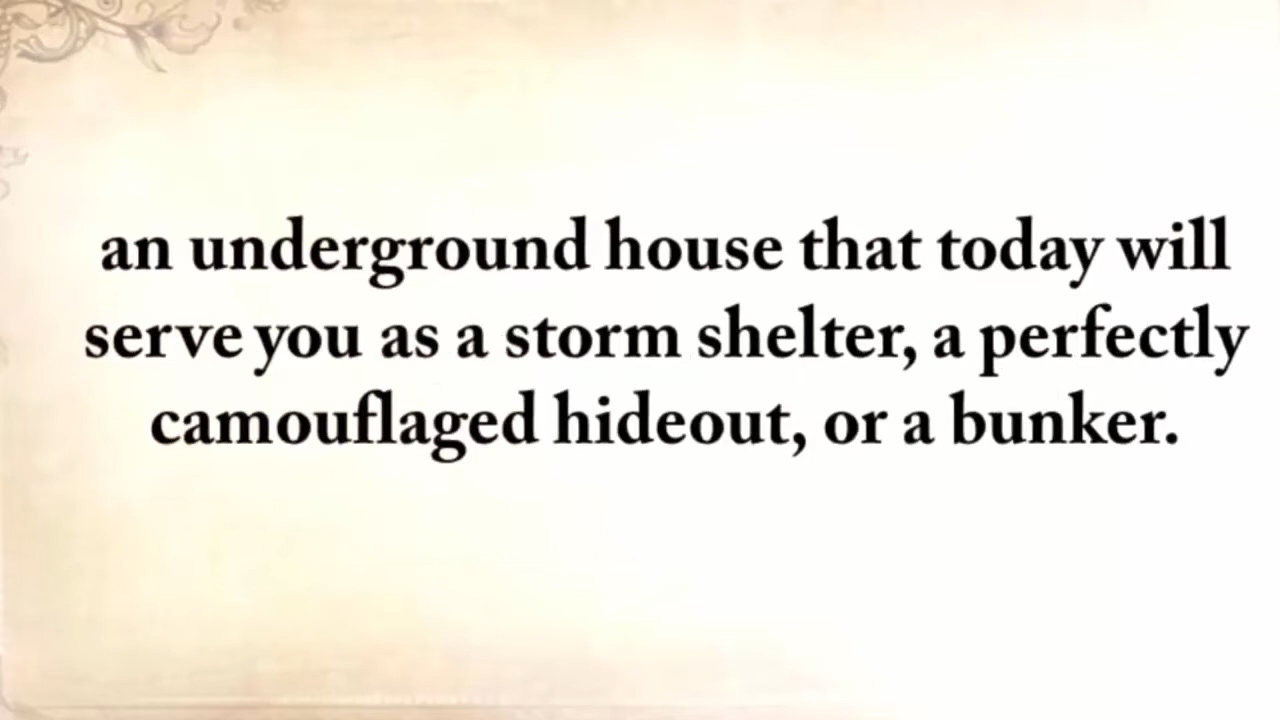 an underground house that today will
serve you as a storm shelter, a perfectly
camouflaged hideout, or a bunker.